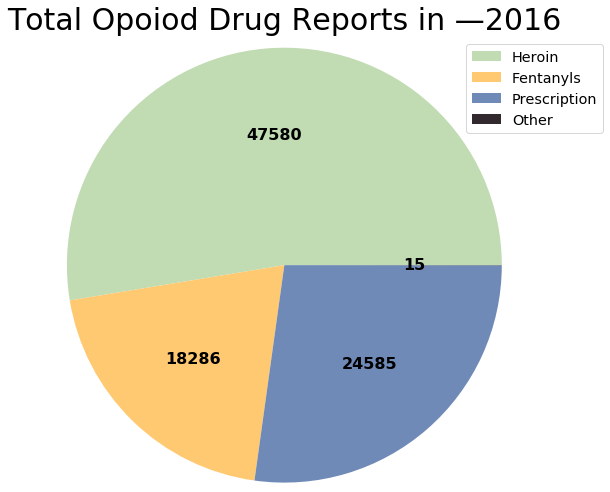 Total Opoiod Drug Reports in —2016
Heroin
Fentanyls
Prescription
Other
47580
15
18286
24585